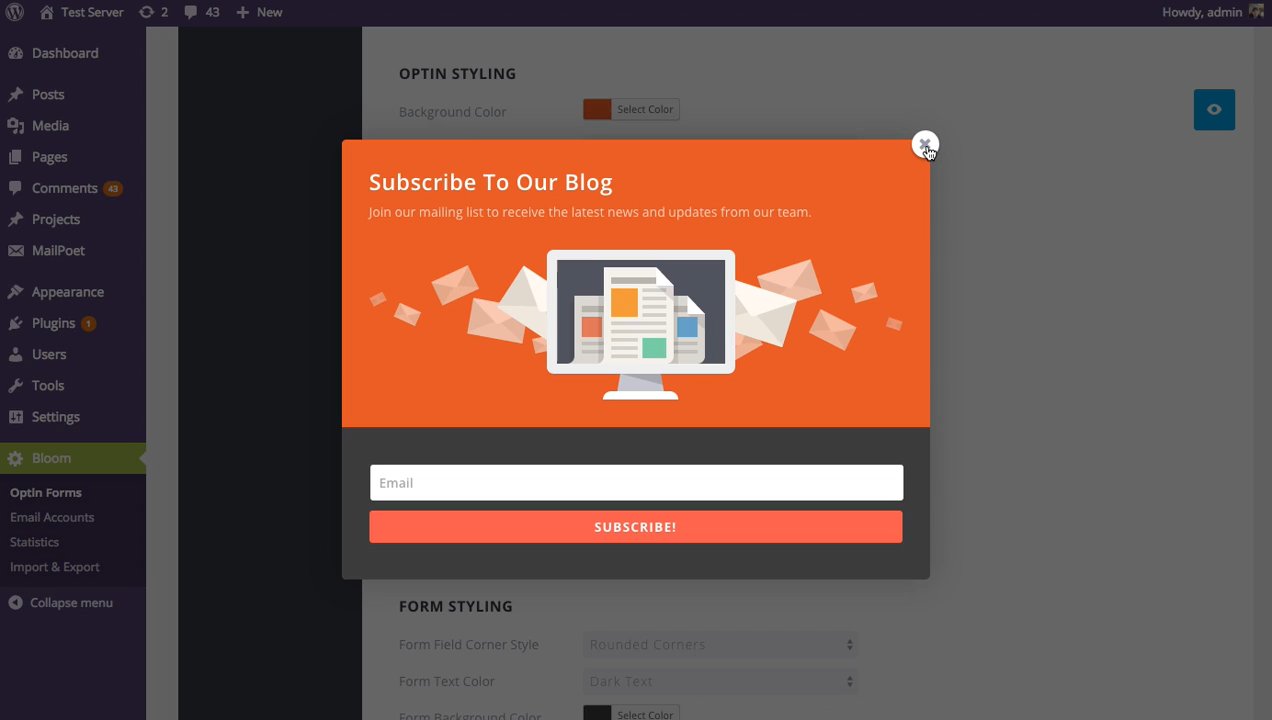 Test Server 2 43 New Howdy, admin
Dashboard
Posts
Media
Pages
Comments 43
Projects
MailPoet
Appearance
Plugins 1
Users
Tools
Settings
Bloom
OptIn Forms
Email Accounts
Statistics
Import & Export
Collapse menu
OPTIN STYLING
Background Color Select Color
Subscribe To Our Blog
Join our mailing list to receive the latest news and updates from our team.
Email
SUBSCRIBE!
FORM STYLING
Form Field Corner Style Rounded Corners
Form Text Color Dark Text
Form Background Color Select Color